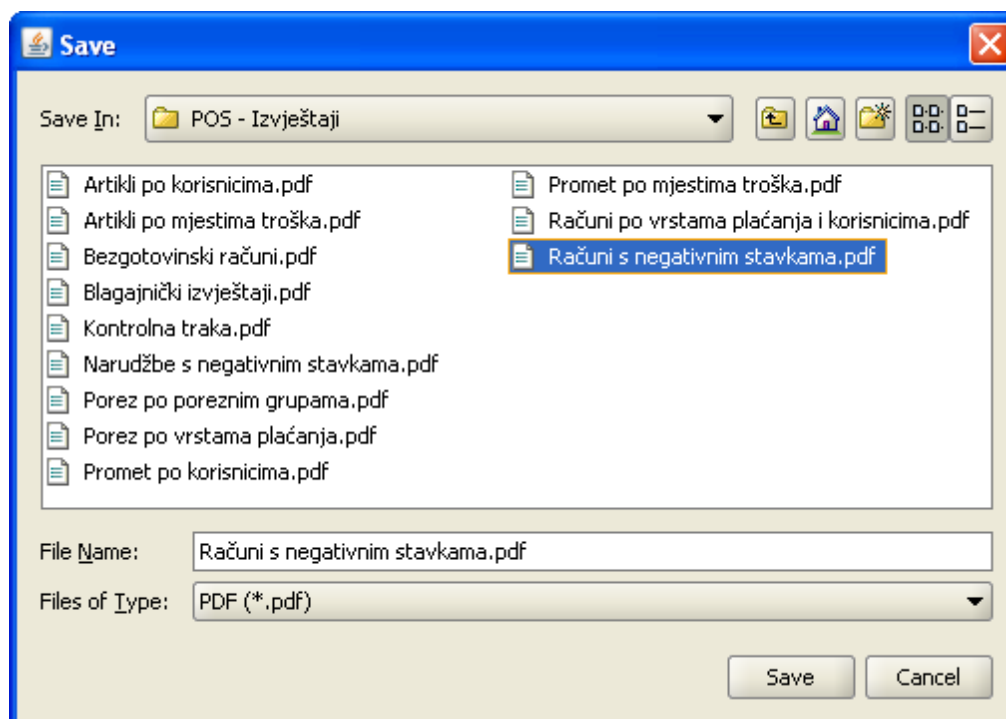 Save
Save In: POS - Izvještaji
Artikli po korisnicima.pdf
Artikli po mjestima troška.pdf
Bezgotovinski računi.pdf
Blagajnički izvještaji.pdf
Kontrolna traka.pdf
Narudžbe s negativnim stavkama.pdf
Porez po poreznim grupama.pdf
Porez po vrstama plaćanja.pdf
Promet po korisnicima.pdf
Promet po mjestima troška.pdf
Računi po vrstama plaćanja i korisnicima.pdf
Računi s negativnim stavkama.pdf
File Name: Računi s negativnim stavkama.pdf
Files of Type: PDF (*.pdf)
Save Cancel